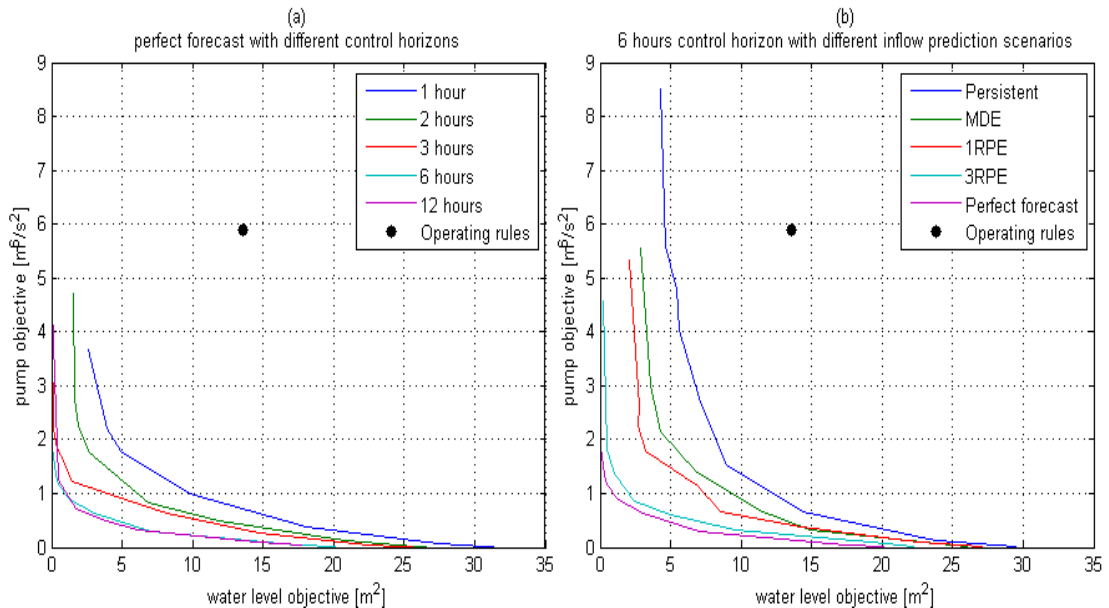 (a)
perfect forecast with different control horizons
9
8
7
6
5
4
3
2
1
0
pump objective [m⁶/s²]
1 hour
2 hours
3 hours
6 hours
12 hours
Operating rules
0 5 10 15 20 25 30 35
water level objective [m²]
(b)
6 hours control horizon with different inflow prediction scenarios
9
8
7
6
5
4
3
2
1
0
pump objective [m⁶/s²]
Persistent
MDE
1RPE
3RPE
Perfect forecast
Operating rules
0 5 10 15 20 25 30 35
water level objective [m²]